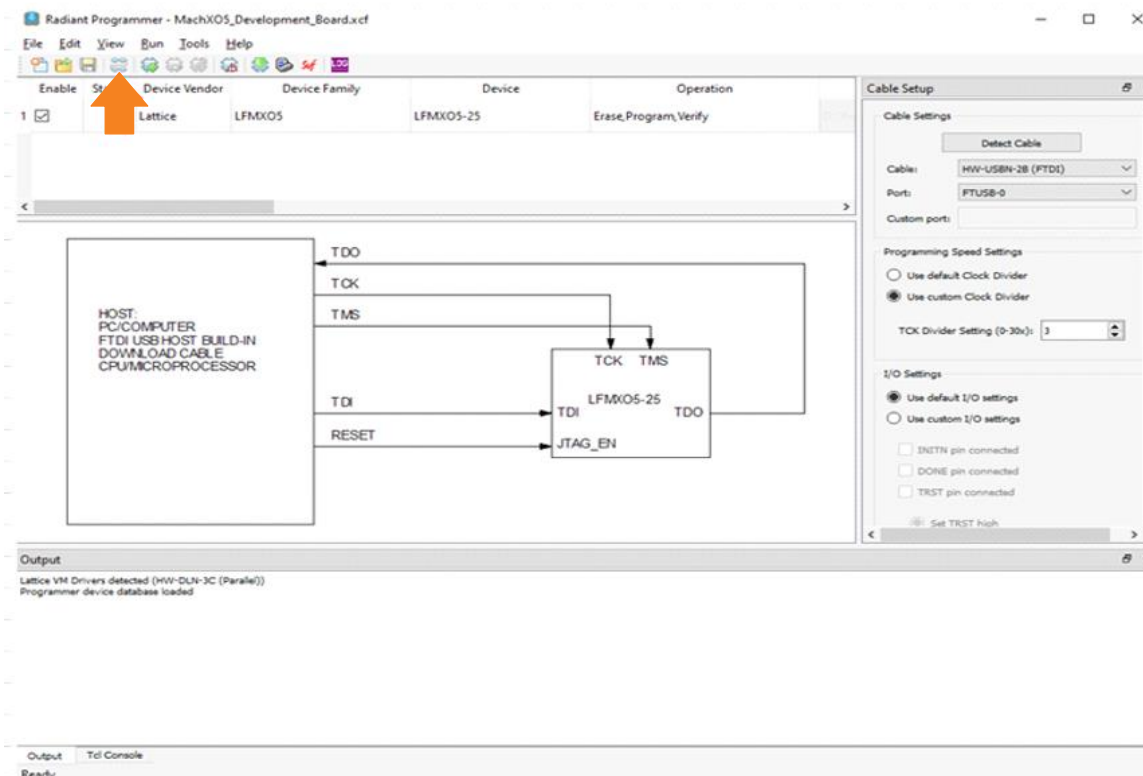 Radiant Programmer - MachXO5_Development_Board.xcf
File Edit View Run Tools Help
LOG
Enable Device Vendor Device Family Device Operation
1 Lattice LFMXO5 LFMXO5-25 Erase,Program,Verify
Cable Setup
Cable Settings
Detect Cable
Cable: HW-USBN-2B (FTDI)
Port: FTUSB-0
Custom port:
Programming Speed Settings
Use default Clock Divider
Use custom Clock Divider
TCK Divider Setting (0-30x): 3
I/O Settings
Use default I/O settings
Use custom I/O settings
INITN pin connected
DONE pin connected
TRST pin connected
Set TRST high
TDO
TCK
TMS
HOST:
PC/COMPUTER
FTDI USB HOST BUILD-IN
DOWNLOAD CABLE
CPU/MICROPROCESSOR
TDI
RESET
TCK TMS
LFMXO5-25
TDI TDO
JTAG_EN
Output
Lattice VM Drivers detected (HW-DLN-3C (Parallel))
Programmer device database loaded
Output Tcl Console
Ready